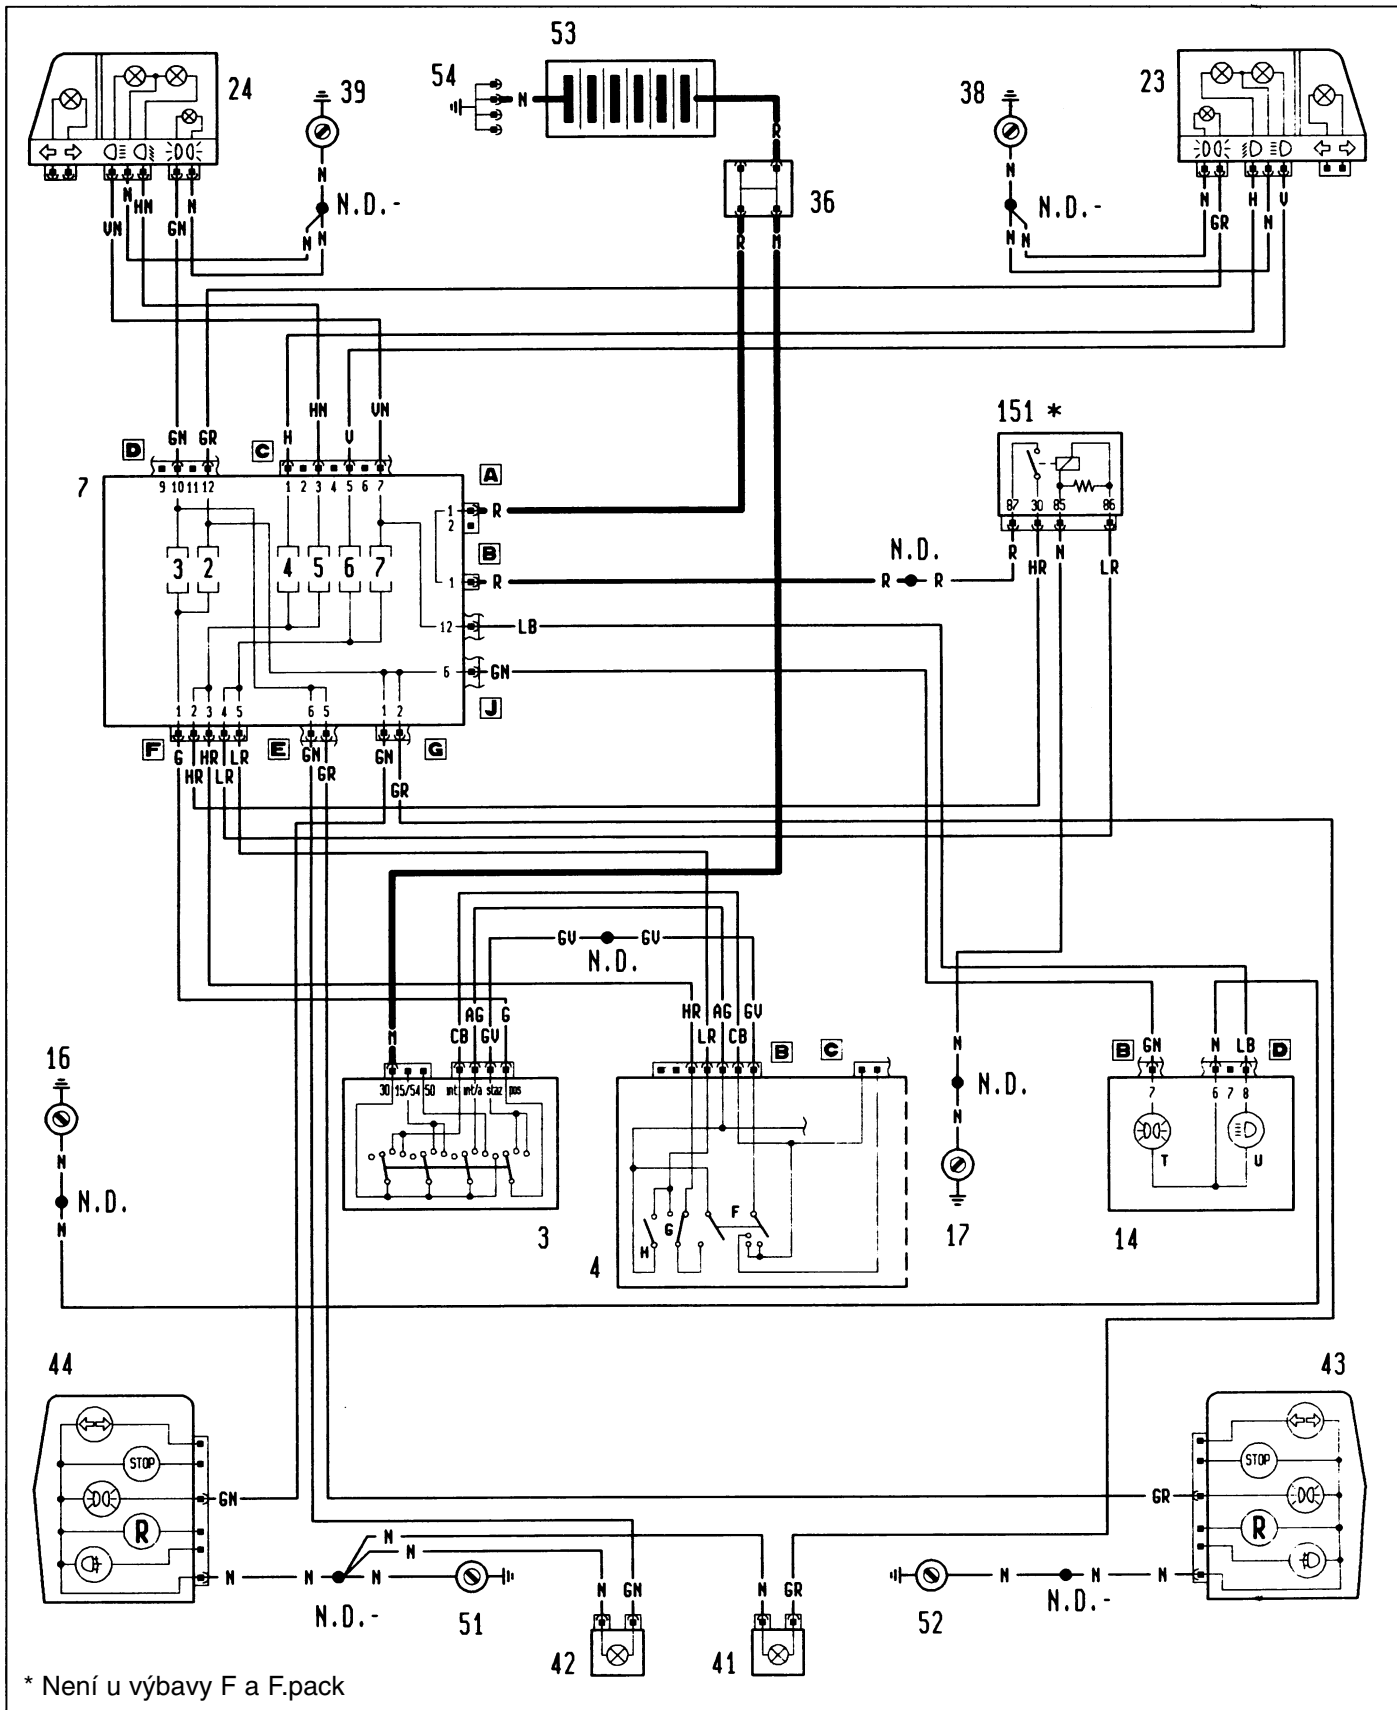 53
24
54
39
38
23
N
R
36
N
N.D.-
N
N.D.-
VN
N
HN
GN
N
N
N
R
M
N
N
N
GR
H
N
V
HN
VN
151 *
GN
GR
H
V
D
C
A
7
9 10 11 12
1 2 3 4 5 6 7
1
2
R
87 30 85 86
B
N.D.
R
HR
N
LR
3 2 4 5 6 7
1
R
R
R
12
LB
6
GN
J
1 2 3 4 5
6 5
1 2
F
E
G
G
HR
HR
LR
LR
GN
GR
GN
GR
GV
GV
N.D.
M
CB
AG
GV
G
HR
LR
AG
CB
GV
B
C
N
N.D.
N
B
GN
N
LB
D
16
30 15/54 50 int int/a staz pos
7
6 7 8
N
N.D.
N
T
U
3
H
G
F
4
17
14
44
43
STOP
STOP
GN
GR
R
R
N
N
N
N
N
N
N
N
N.D.-
51
52
N.D.-
N
GN
N
GR
42
41
* Není u výbavy F a F.pack